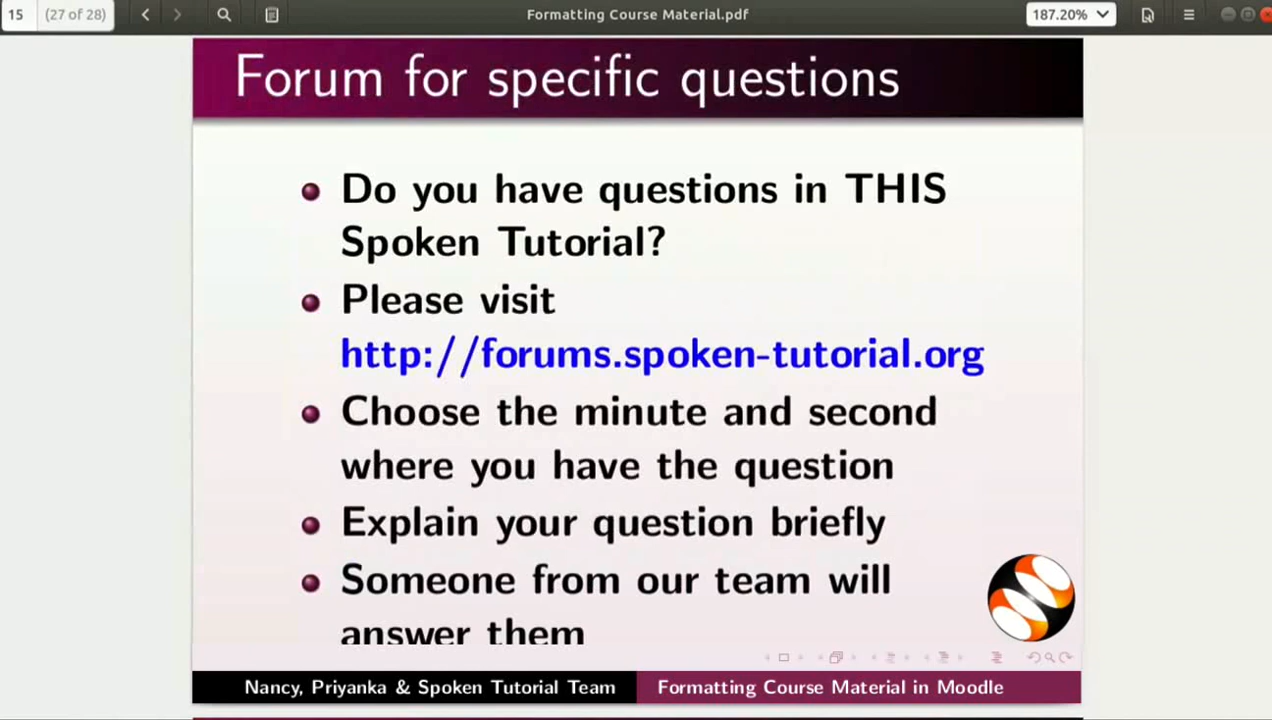 15 (27 of 28) Formatting Course Material.pdf 187.20%
Forum for specific questions
Do you have questions in THIS
Spoken Tutorial?
Please visit
http://forums.spoken-tutorial.org
Choose the minute and second
where you have the question
Explain your question briefly
Someone from our team will
answer them
Nancy, Priyanka & Spoken Tutorial Team Formatting Course Material in Moodle